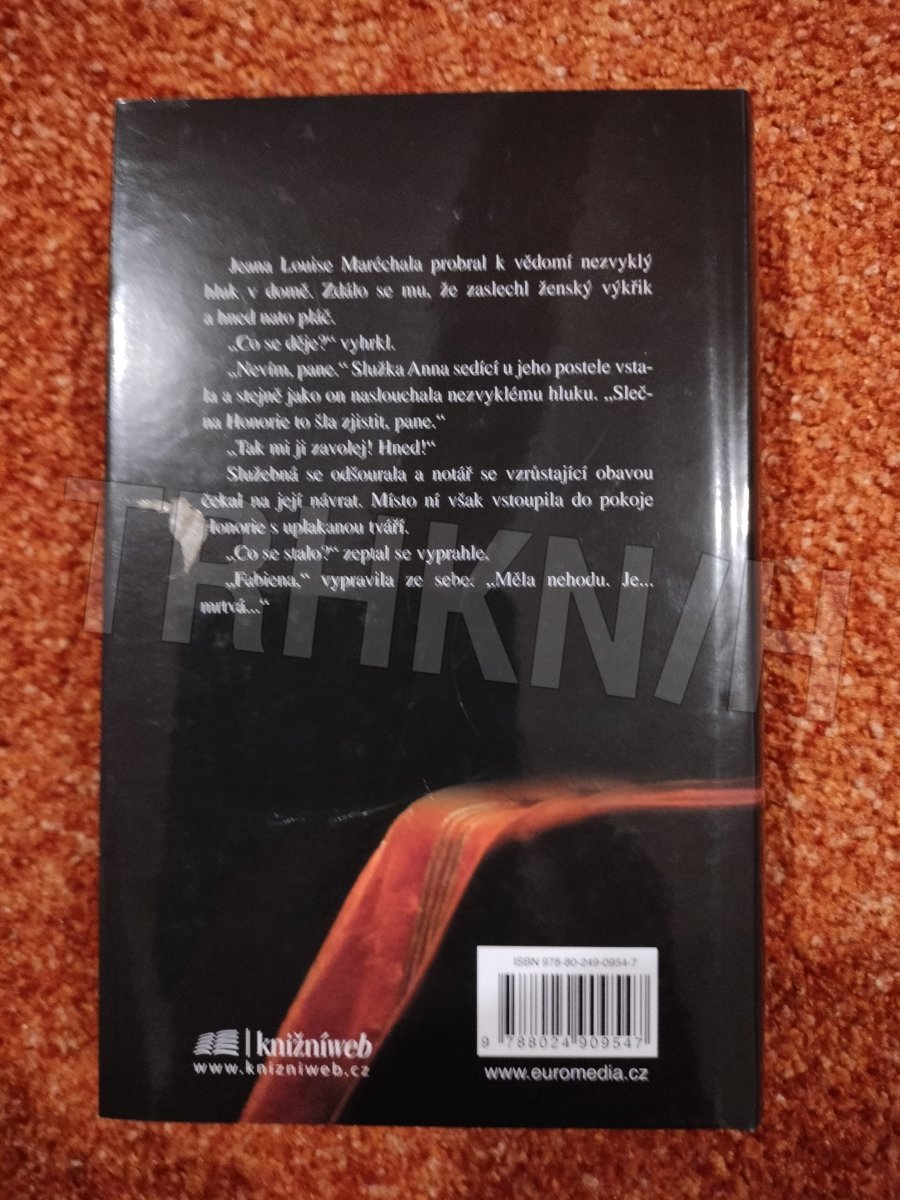 Jeana Louise Maréchala probral k vědomí nezvyklý
hluk v domě. Zdálo se mu, že zaslechl ženský výkřik
a hned nato pláč.
„Co se děje?“ vyhrkl.
„Nevím, pane.“ Služka Anna sedící u jeho postele vsta-
la a stejně jako on naslouchala nezvyklému hluku. „Sleč-
na Honorie to šla zjistit, pane.“
„Tak mi ji zavolej! Hned!“
Služebná se odšourala a notář se vzrůstající obavou
čekal na její návrat. Místo ní však vstoupila do pokoje
Honorie s uplakanou tváří.
„Co se stalo?“ zeptal se vyprahle.
„Fabiena,“ vypravila ze sebe. „Měla nehodu. Je...
mrtvá...“
TRHKNIH
ISBN 978-80-249-0954-7
9 788024 909547
knižníweb
www.knizniweb.cz
www.euromedia.cz